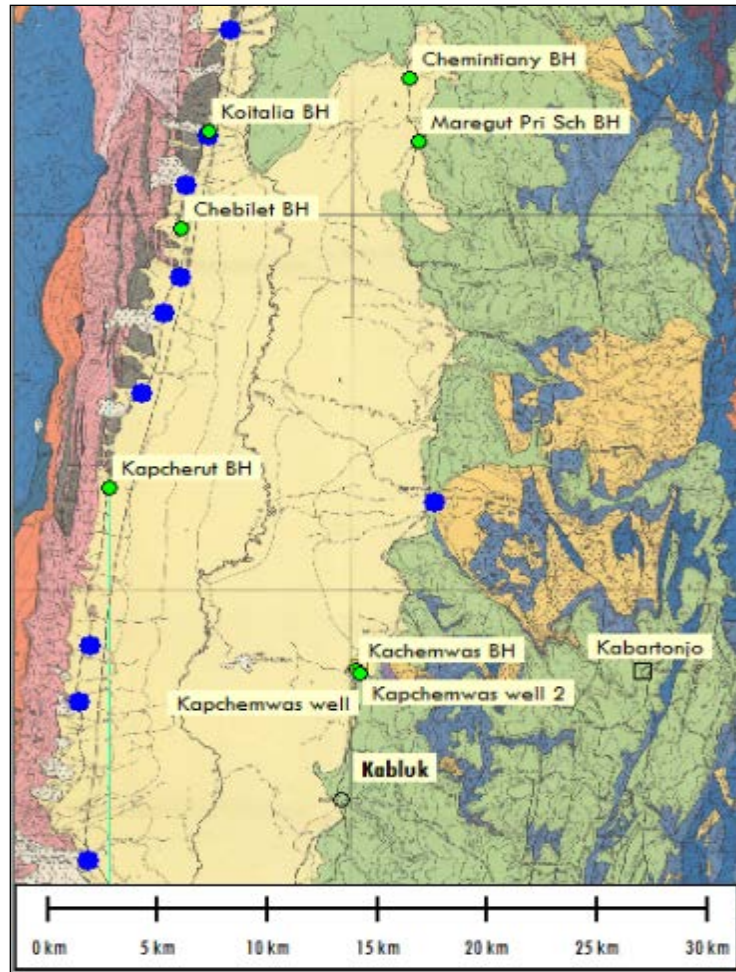 Chemintiany BH
Koitalia BH
Maregut Pri Sch BH
Chebilet BH
Kapcherut BH
Kachemwas BH
Kabartonjo
Kapchemwas well
Kapchemwas well 2
Kabluk
0 km
5 km
10 km
15 km
20 km
25 km
30 km